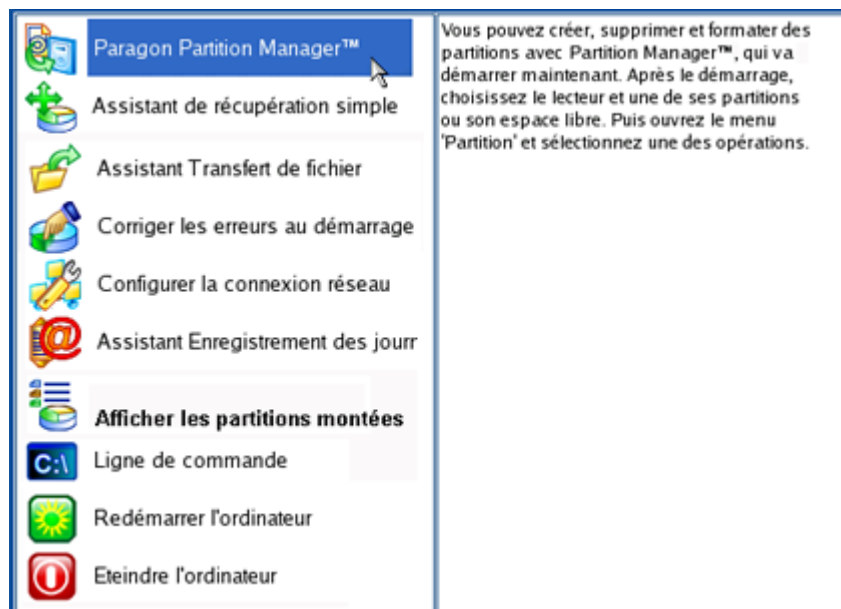 Paragon Partition Manager™
Assistant de récupération simple
Assistant Transfert de fichier
Corriger les erreurs au démarrage
Configurer la connexion réseau
Assistant Enregistrement des jourr
Afficher les partitions montées
C:\
Ligne de commande
Redémarrer l'ordinateur
Eteindre l'ordinateur
Vous pouvez créer, supprimer et formater des
partitions avec Partition Manager™, qui va
démarrer maintenant. Après le démarrage,
choisissez le lecteur et une de ses partitions
ou son espace libre. Puis ouvrez le menu
'Partition' et sélectionnez une des opérations.